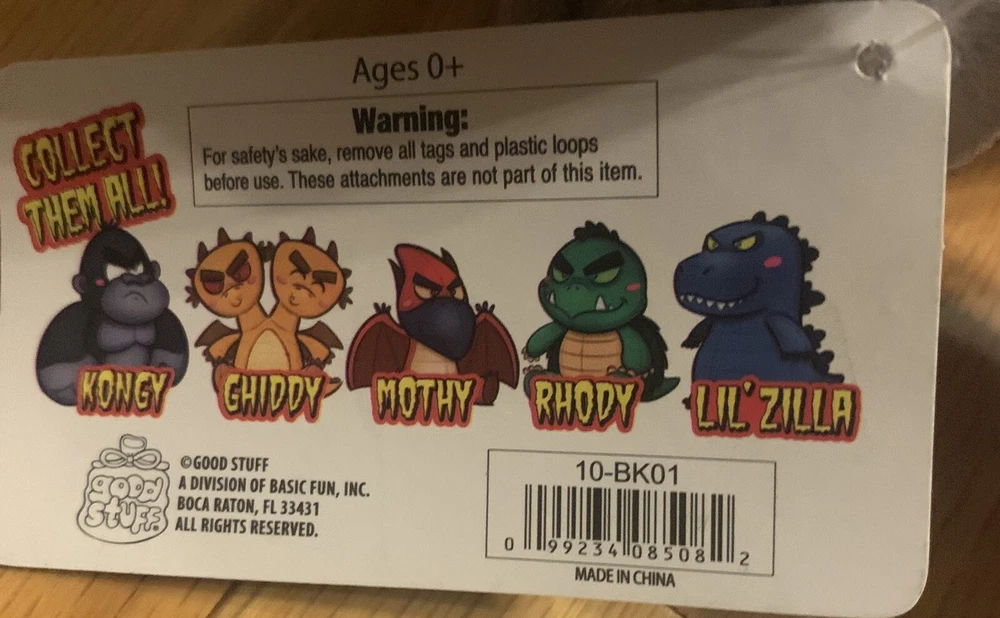 Ages 0+
Warning:
For safety's sake, remove all tags and plastic loops
before use. These attachments are not part of this item.
COLLECT
THEM ALL!
KONGY
GHIDDY
MOTHY
RHODY
LIL' ZILLA
good
stuff
©GOOD STUFF
A DIVISION OF BASIC FUN, INC.
BOCA RATON, FL 33431
ALL RIGHTS RESERVED.
10-BK01
0 99234 08508 2
MADE IN CHINA